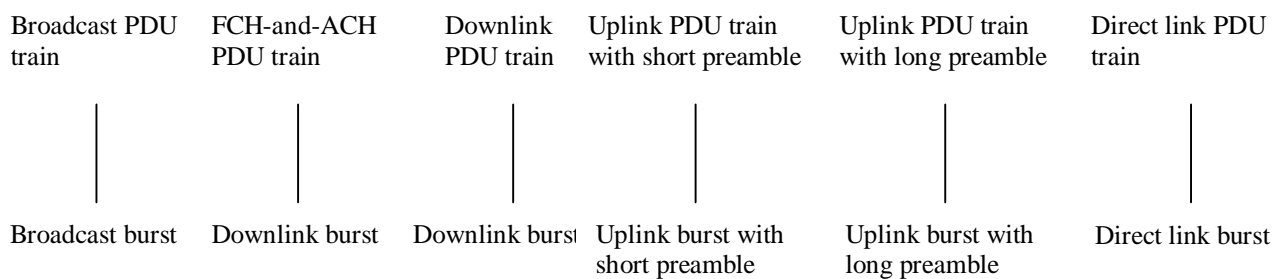 Broadcast PDU train
FCH-and-ACH PDU train
Downlink PDU train
Uplink PDU train with short preamble
Uplink PDU train with long preamble
Direct link PDU train
Broadcast burst
Downlink burst
Downlink burst
Uplink burst with short preamble
Uplink burst with long preamble
Direct link burst